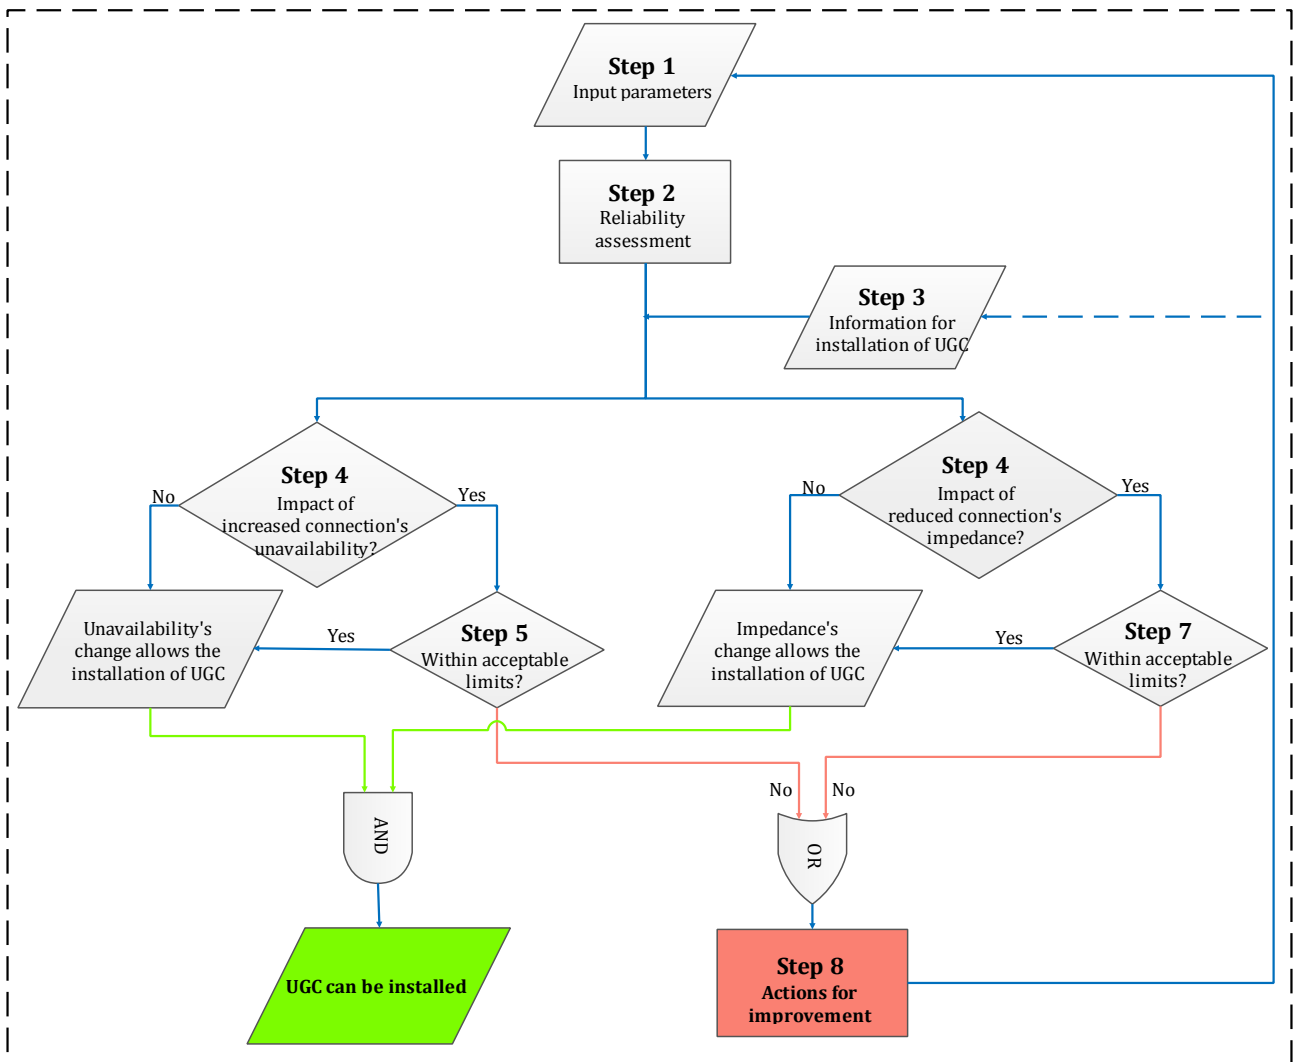 Step 1
Input parameters
Step 2
Reliability
assessment
Step 3
Information for
installation of UGC
Step 4
Impact of
increased connection's
unavailability?
No
Yes
Step 4
Impact of
reduced connection's
impedance?
No
Yes
Unavailability's
change allows the
installation of UGC
Yes
Step 5
Within acceptable
limits?
Impedance's
change allows the
installation of UGC
Yes
Step 7
Within acceptable
limits?
No
No
AND
OR
UGC can be installed
Step 8
Actions for
improvement